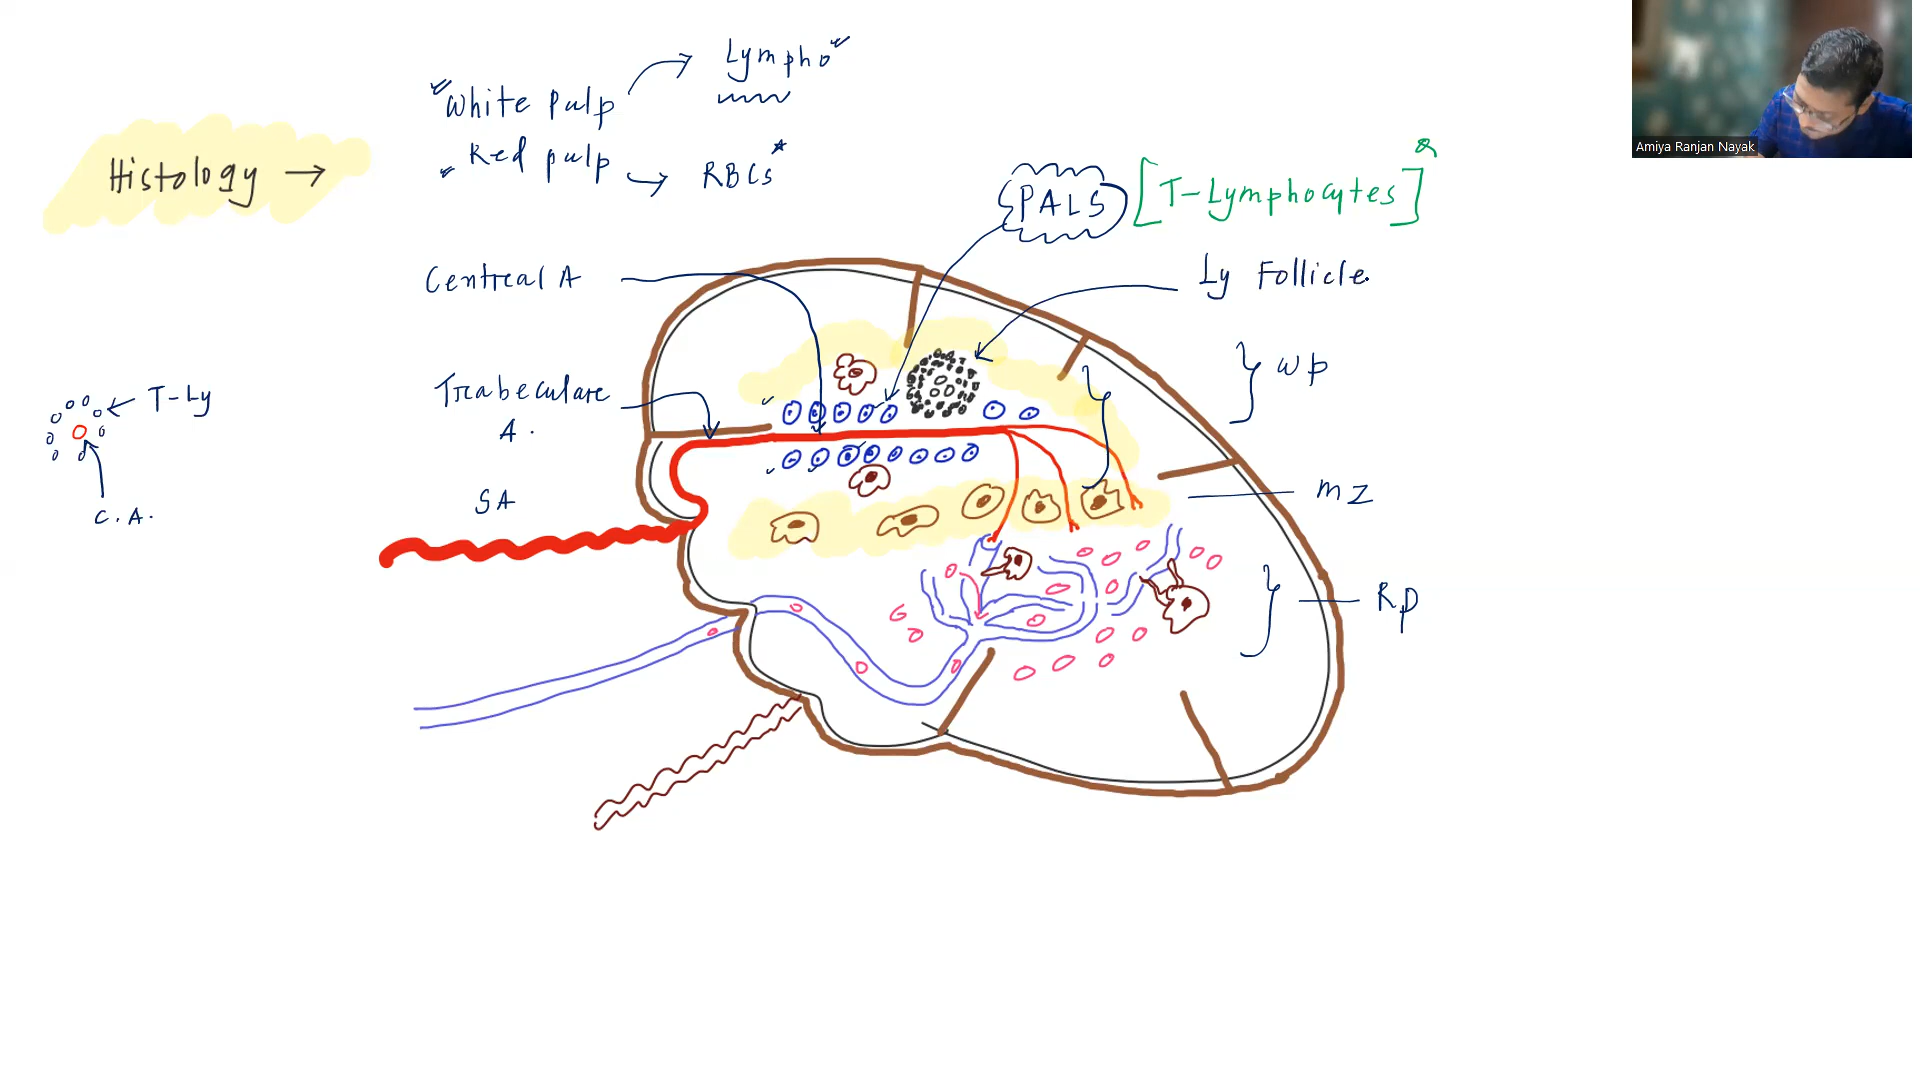 Lympho
White Pulp
Red pulp
RBCs
Histology →
PALS [T-Lymphocytes]
Central A
Ly Follicle
wp
Trabecular
A.
T-Ly
SA
C.A.
MZ
Rp
Amiya Ranjan Nayak